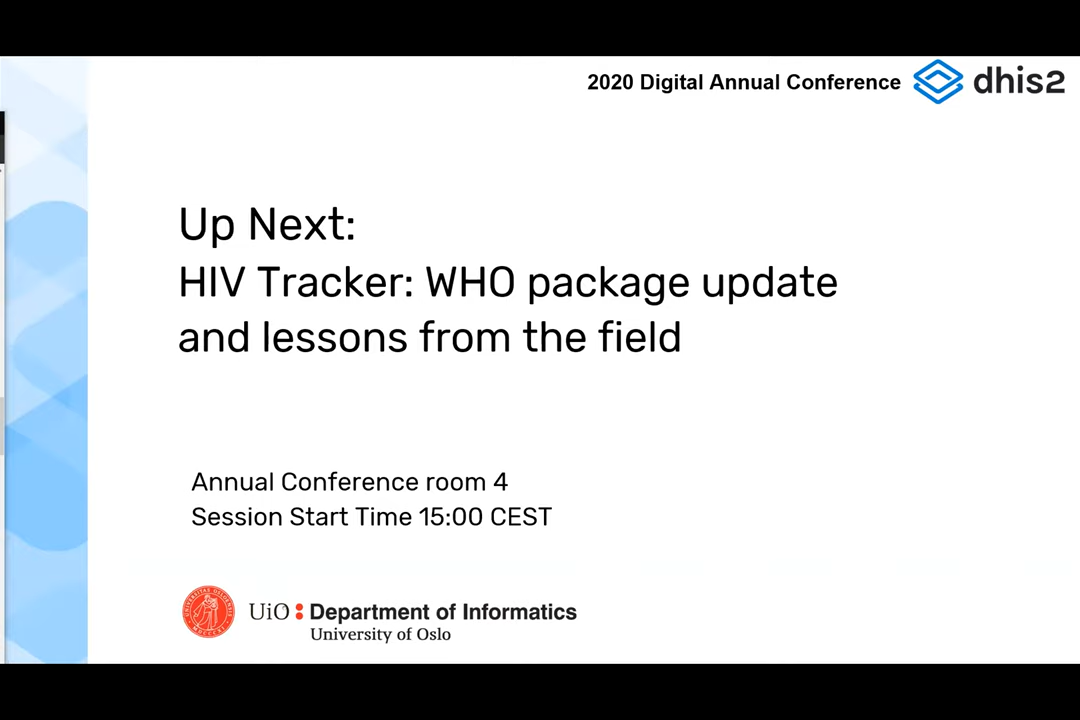 2020 Digital Annual Conference dhis2
Up Next:
HIV Tracker: WHO package update
and lessons from the field
Annual Conference room 4
Session Start Time 15:00 CEST
UiO : Department of Informatics
University of Oslo